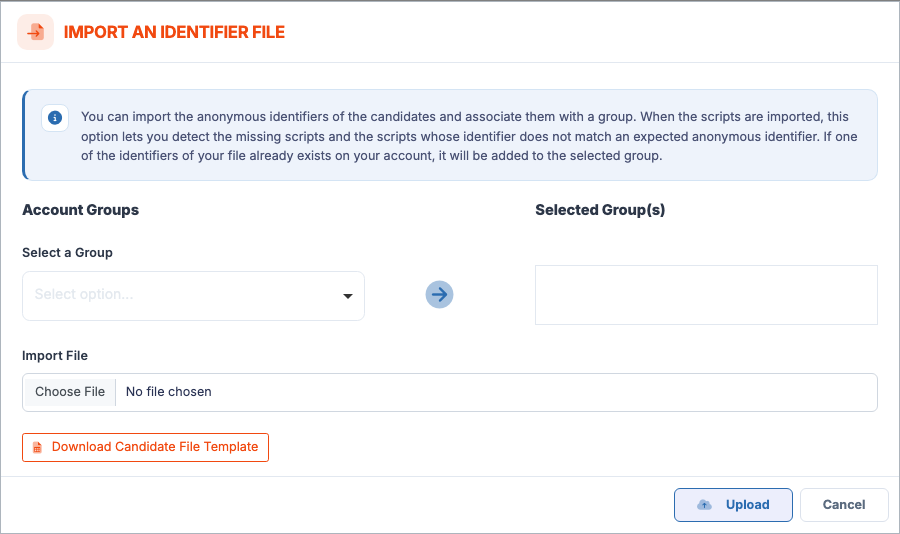 IMPORT AN IDENTIFIER FILE
You can import the anonymous identifiers of the candidates and associate them with a group. When the scripts are imported, this
option lets you detect the missing scripts and the scripts whose identifier does not match an expected anonymous identifier. If one
of the identifiers of your file already exists on your account, it will be added to the selected group.
Account Groups
Selected Group(s)
Select a Group
Select option...
Import File
Choose File No file chosen
Download Candidate File Template
Upload
Cancel